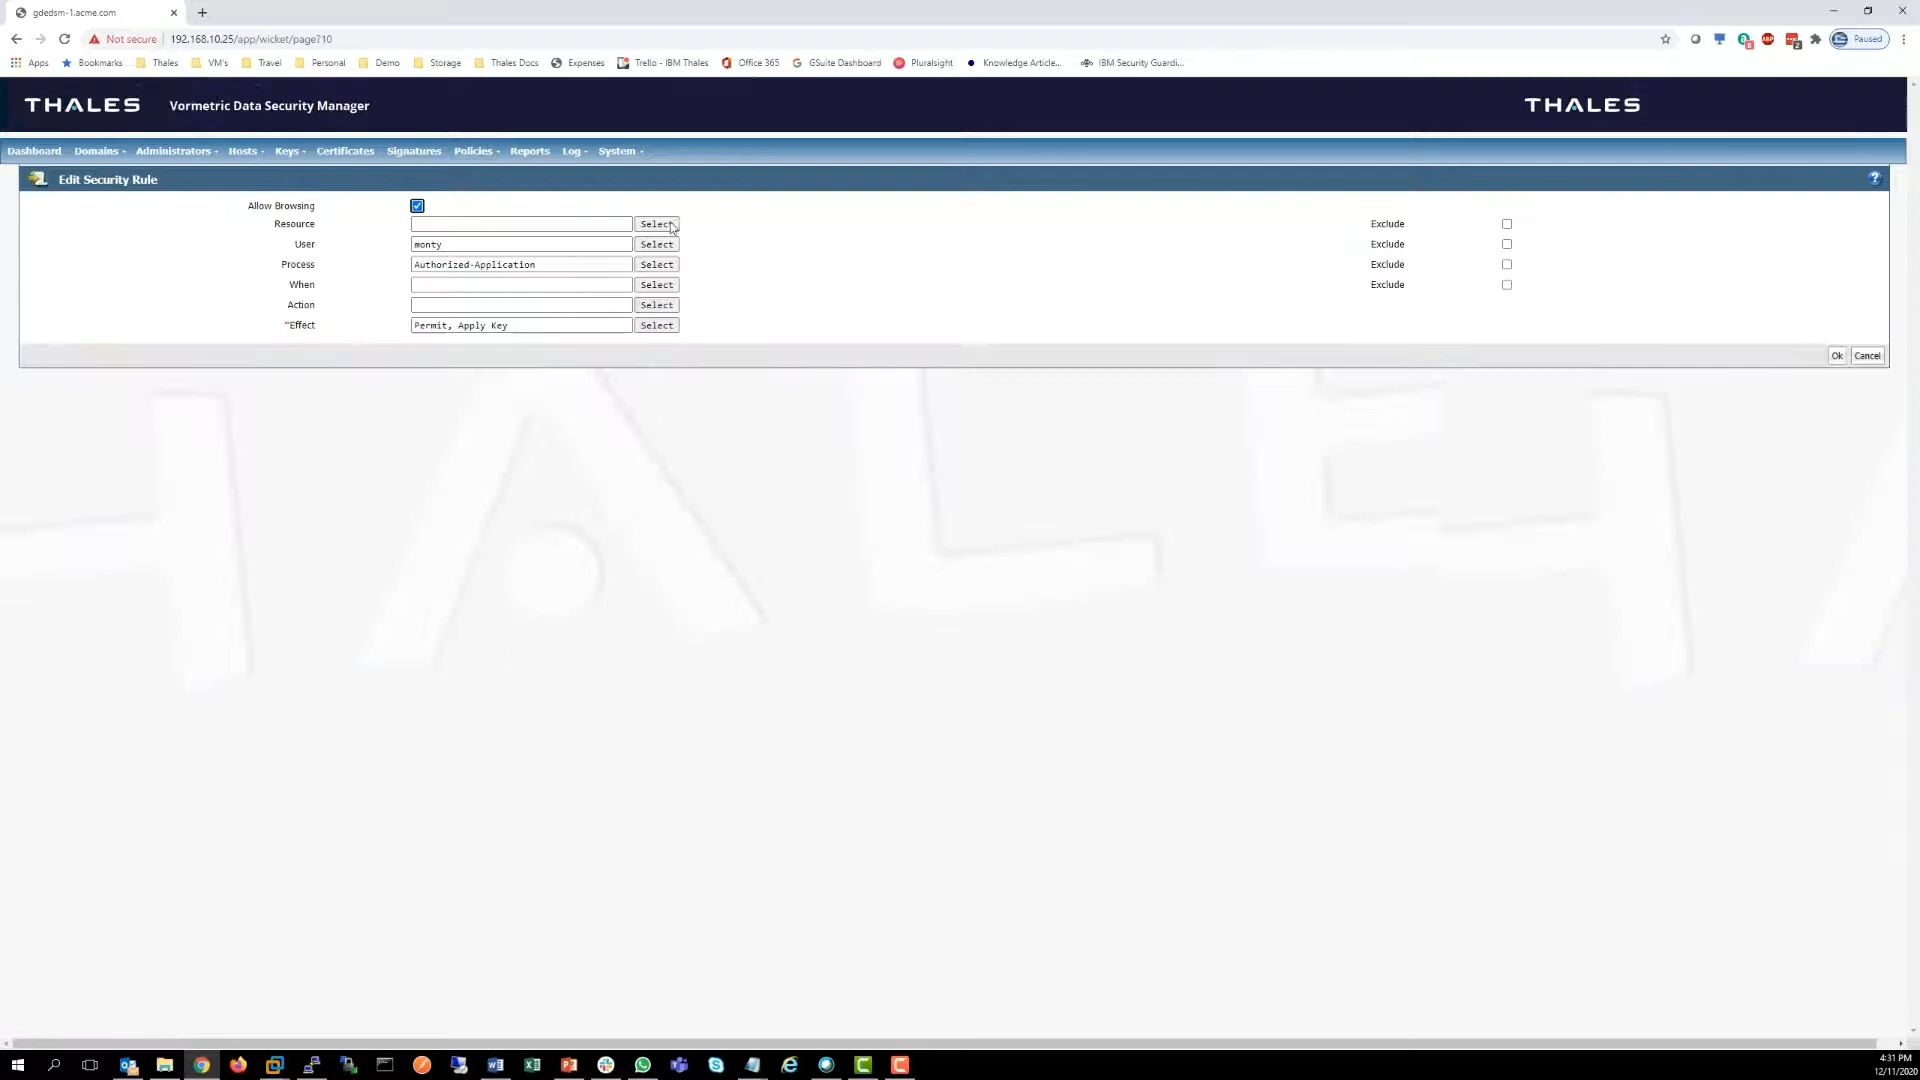 gdedsm-1.acme.com
Not secure 192.168.10.25/app/wicket/page?10 Paused
Apps Bookmarks Thales VM's Travel Personal Demo Storage Thales Docs Expenses Trello - IBM Thales Office 365 GSuite Dashboard Pluralsight Knowledge Article... IBM Security Guardi...
THALES Vormetric Data Security Manager THALES
Dashboard Domains Administrators Hosts Keys Certificates Signatures Policies Reports Log System
Edit Security Rule ?
Allow Browsing
Resource Select Exclude
User monty Select Exclude
Process Authorized-Application Select Exclude
When Select Exclude
Action Select
*Effect Permit, Apply Key Select
Ok Cancel
4:31 PM
12/11/2020